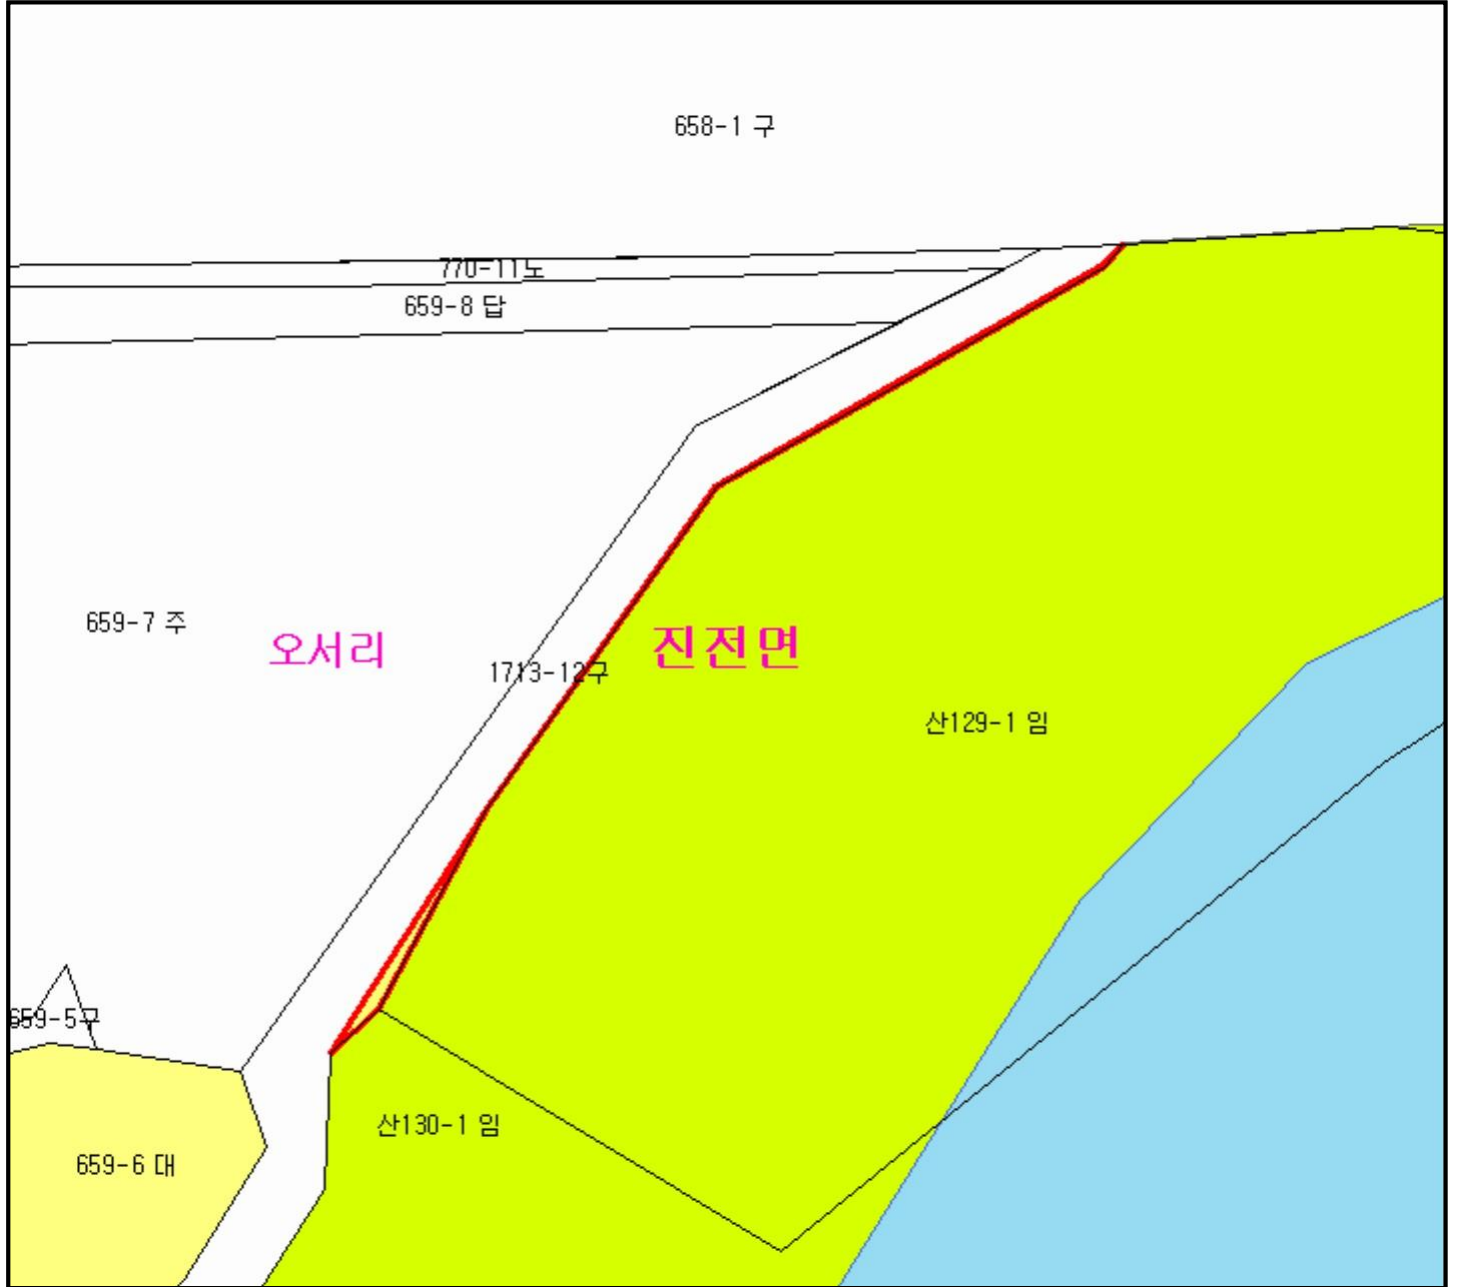 658-1 구
770-11도
659-8 답
659-7 주
오서리
1713-12구
진전면
산129-1 임
659-5구
산130-1 임
659-6 대